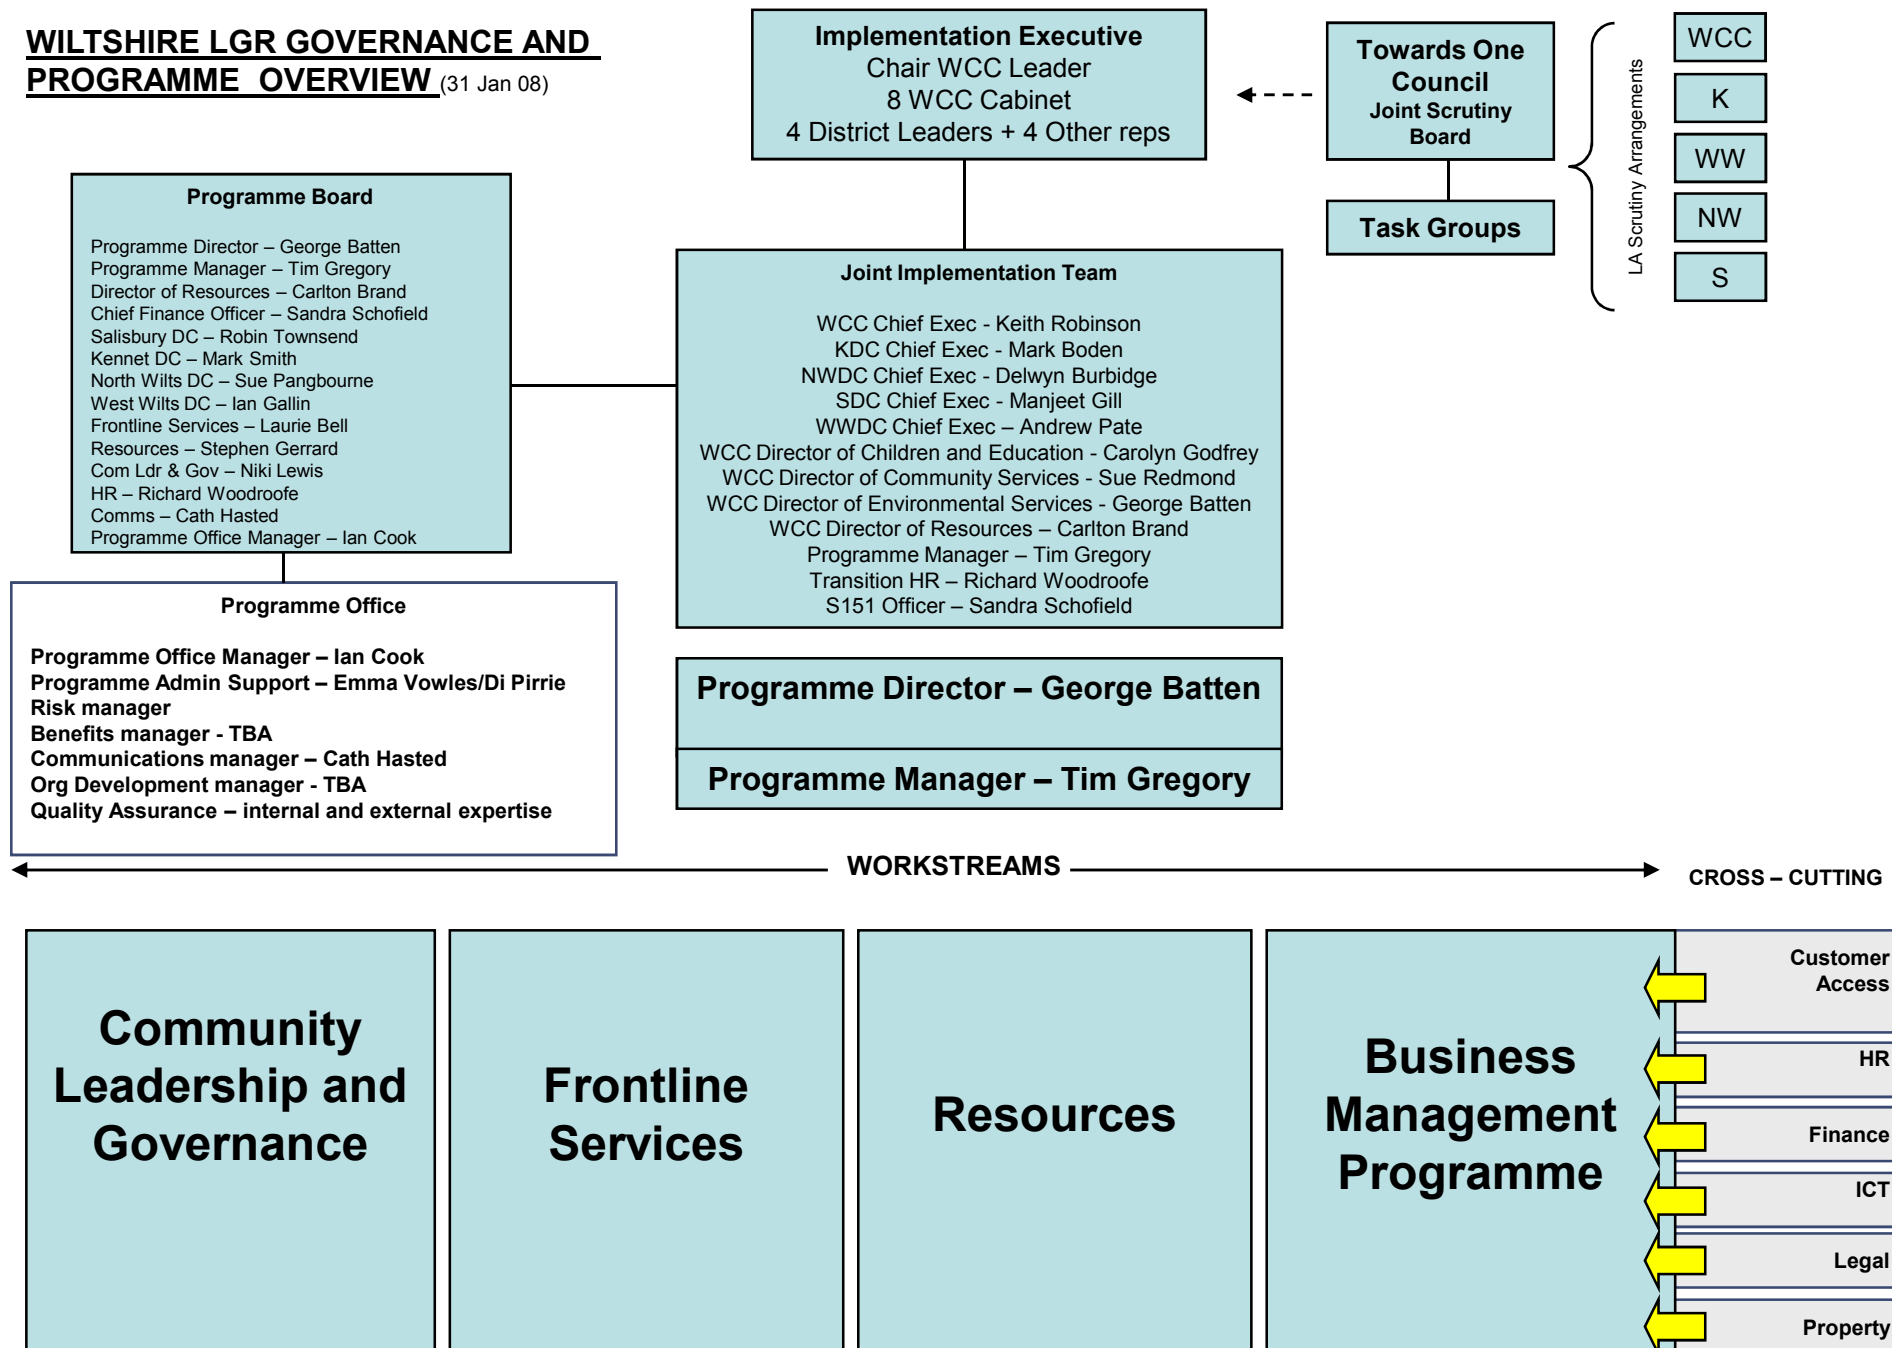 WILTSHIRE LGR GOVERNANCE AND
PROGRAMME OVERVIEW (31 Jan 08)
Implementation Executive
Chair WCC Leader
8 WCC Cabinet
4 District Leaders + 4 Other reps
Towards One
Council
Joint Scrutiny
Board
Task Groups
LA Scrutiny Arrangements
WCC
K
WW
NW
S
Programme Board
Programme Director – George Batten
Programme Manager – Tim Gregory
Director of Resources – Carlton Brand
Chief Finance Officer – Sandra Schofield
Salisbury DC – Robin Townsend
Kennet DC – Mark Smith
North Wilts DC – Sue Pangbourne
West Wilts DC – Ian Gallin
Frontline Services – Laurie Bell
Resources – Stephen Gerrard
Com Ldr & Gov – Niki Lewis
HR – Richard Woodroofe
Comms – Cath Hasted
Programme Office Manager – Ian Cook
Joint Implementation Team
WCC Chief Exec - Keith Robinson
KDC Chief Exec - Mark Boden
NWDC Chief Exec - Delwyn Burbidge
SDC Chief Exec - Manjeet Gill
WWDC Chief Exec – Andrew Pate
WCC Director of Children and Education - Carolyn Godfrey
WCC Director of Community Services - Sue Redmond
WCC Director of Environmental Services - George Batten
WCC Director of Resources – Carlton Brand
Programme Manager – Tim Gregory
Transition HR – Richard Woodroofe
S151 Officer – Sandra Schofield
Programme Office
Programme Office Manager – Ian Cook
Programme Admin Support – Emma Vowles/Di Pirrie
Risk manager
Benefits manager - TBA
Communications manager – Cath Hasted
Org Development manager - TBA
Quality Assurance – internal and external expertise
Programme Director – George Batten
Programme Manager – Tim Gregory
WORKSTREAMS
CROSS – CUTTING
Community
Leadership and
Governance
Frontline
Services
Resources
Business
Management
Programme
Customer
Access
HR
Finance
ICT
Legal
Property